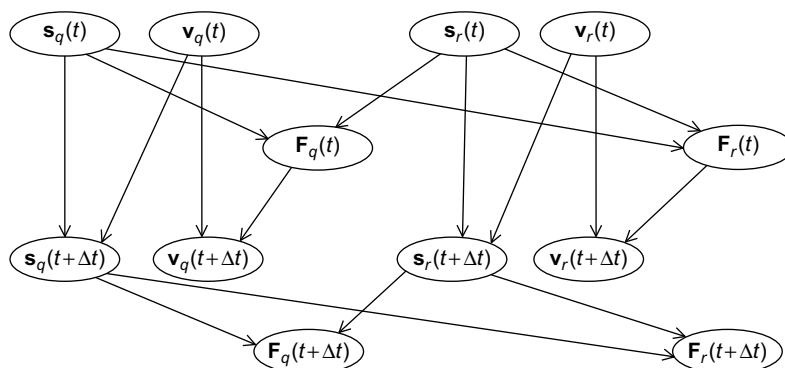 s_q(t) v_q(t) s_r(t) v_r(t)
F_q(t) F_r(t)
s_q(t+Δt) v_q(t+Δt) s_r(t+Δt) v_r(t+Δt)
F_q(t+Δt) F_r(t+Δt)